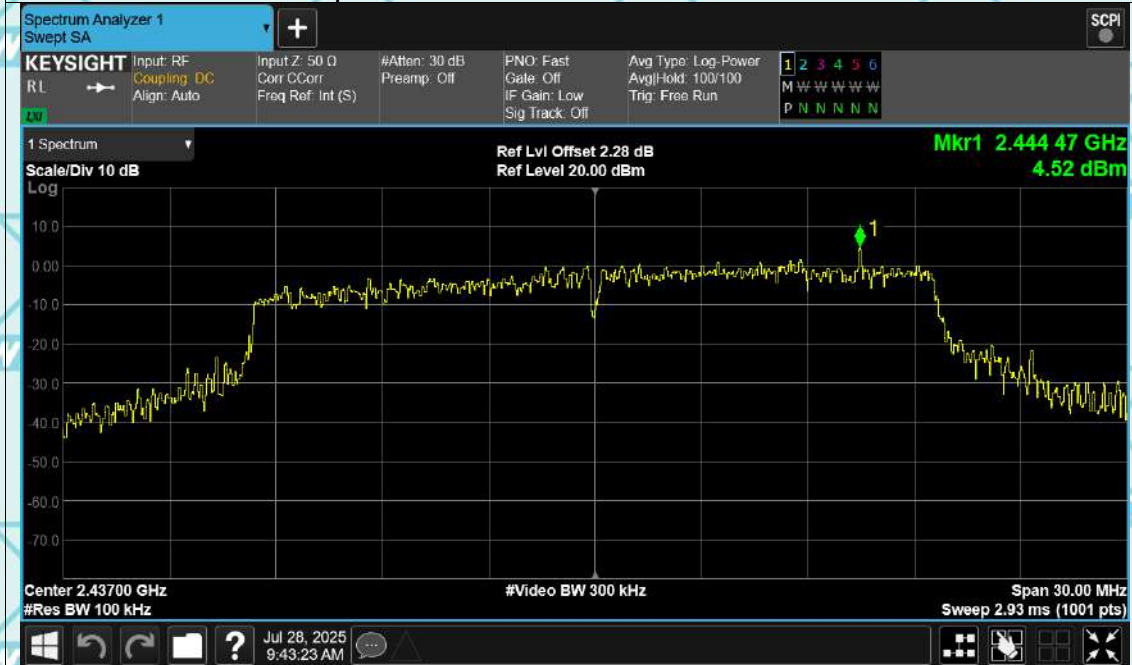 Spectrum Analyzer 1
Swept SA
+
SCPI
KEYSIGHT
RL
LXI
Input: RF
Coupling: DC
Align: Auto
Input Z: 50 Ω
Corr CCorr
Freq Ref: Int (S)
#Atten: 30 dB
Preamp: Off
PNO: Fast
Gate: Off
IF Gain: Low
Sig Track: Off
Avg Type: Log-Power
Avg|Hold: 100/100
Trig: Free Run
1 2 3 4 5 6
M W W W W W
P N N N N N
1 Spectrum
Scale/Div 10 dB
Log
Ref Lvl Offset 2.28 dB
Ref Level 20.00 dBm
Mkr1 2.444 47 GHz
4.52 dBm
10.0
0.00
-10.0
-20.0
-30.0
-40.0
-50.0
-60.0
-70.0
1
Center 2.43700 GHz
#Res BW 100 kHz
#Video BW 300 kHz
Span 30.00 MHz
Sweep 2.93 ms (1001 pts)
?
Jul 28, 2025
9:43:23 AM